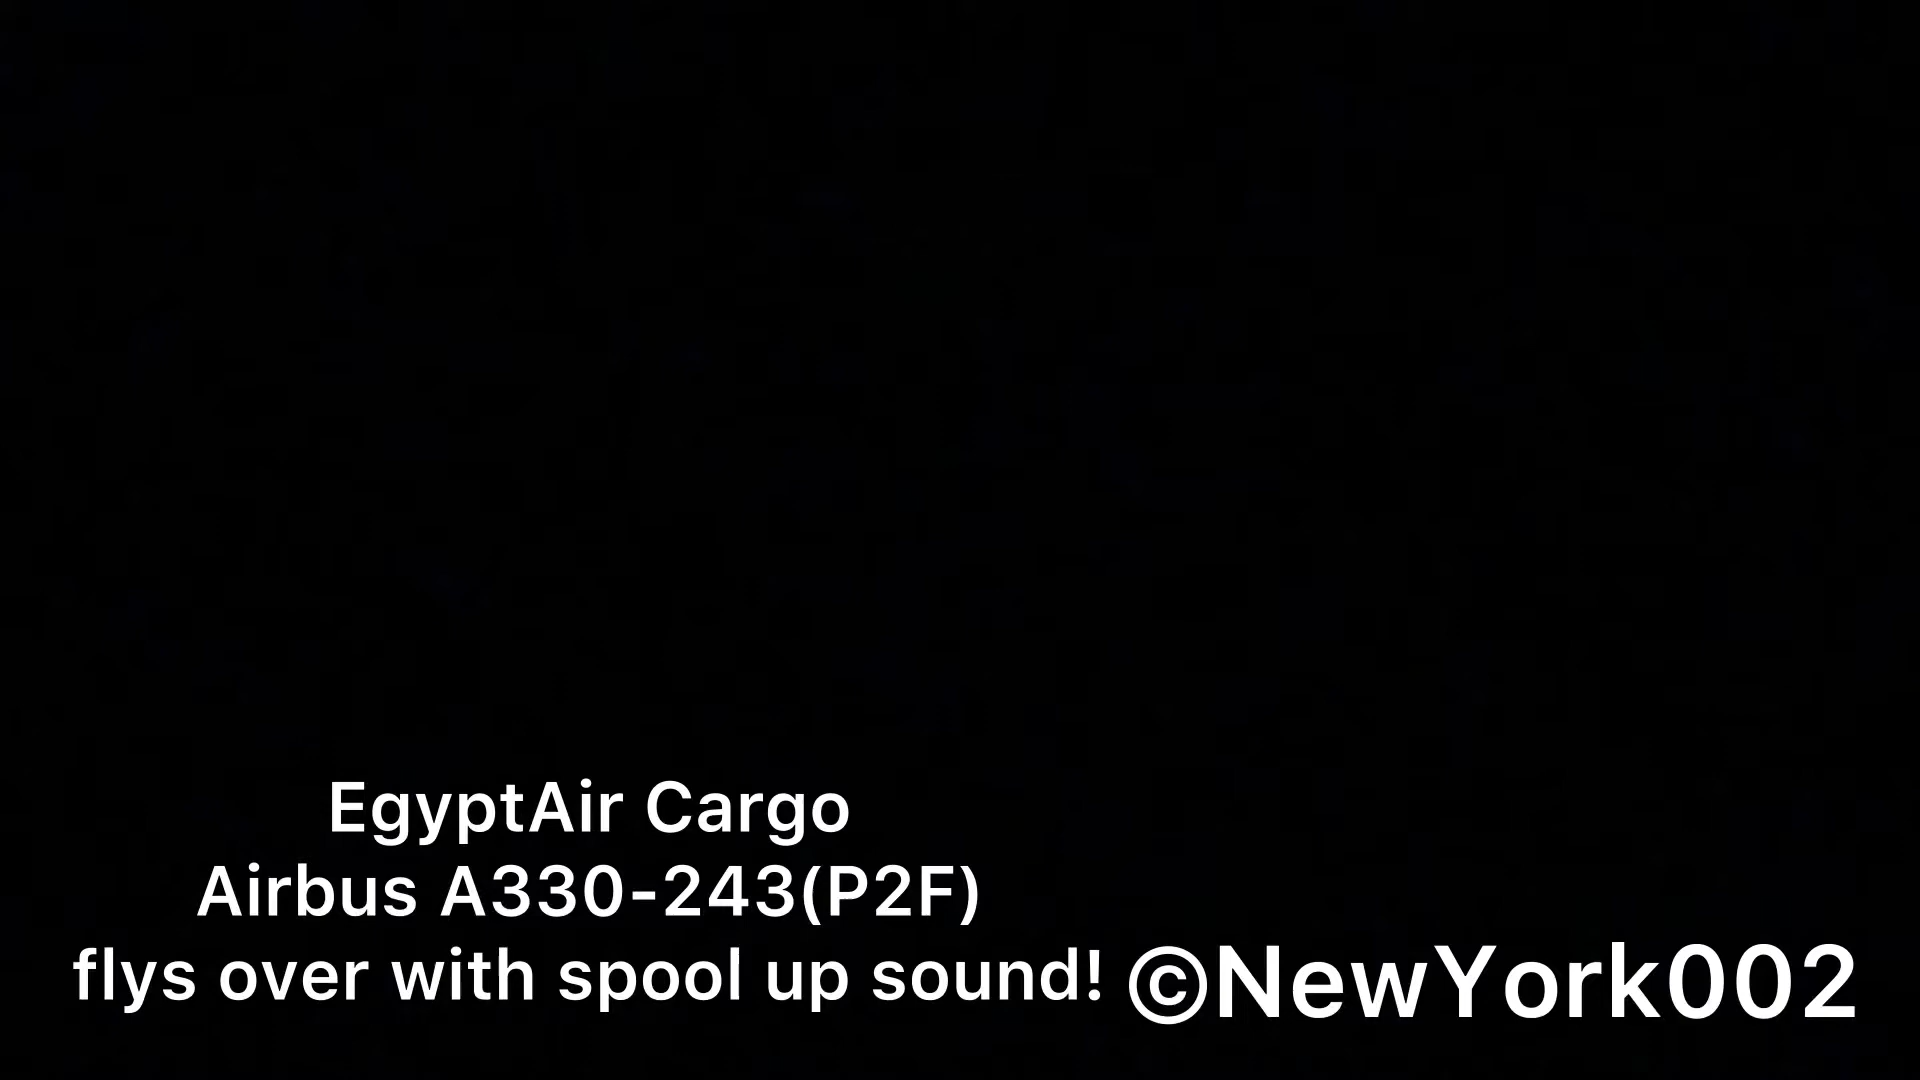 EgyptAir Cargo
Airbus A330-243(P2F)
flys over with spool up sound!
©NewYork002